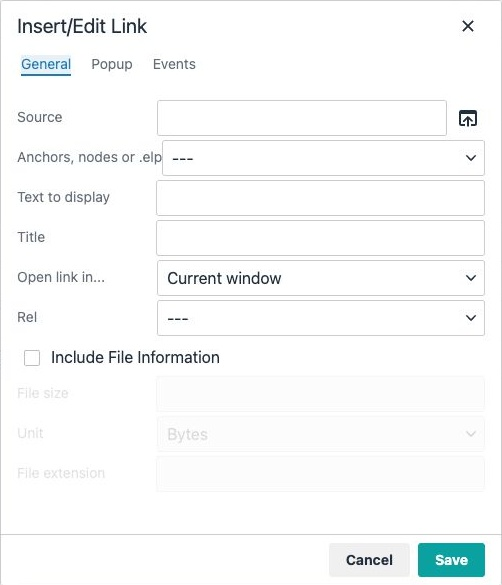 Insert/Edit Link
General Popup Events
Source
Anchors, nodes or .elp ---
Text to display
Title
Open link in... Current window
Rel ---
Include File Information
File size
Unit Bytes
File extension
Cancel Save